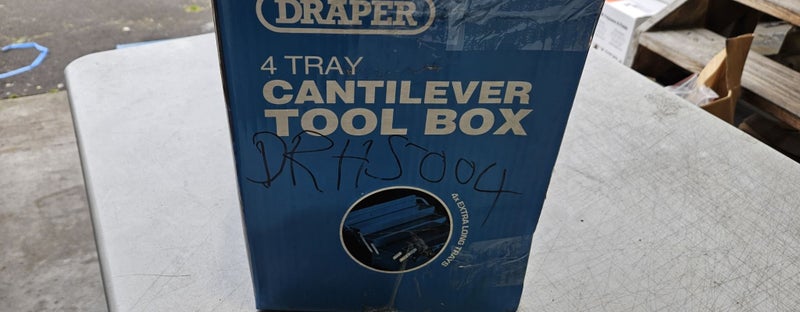 DRAPER
4 TRAY
CANTILEVER
TOOL BOX
DRHS004
4x EXTRA LONG TRAYS